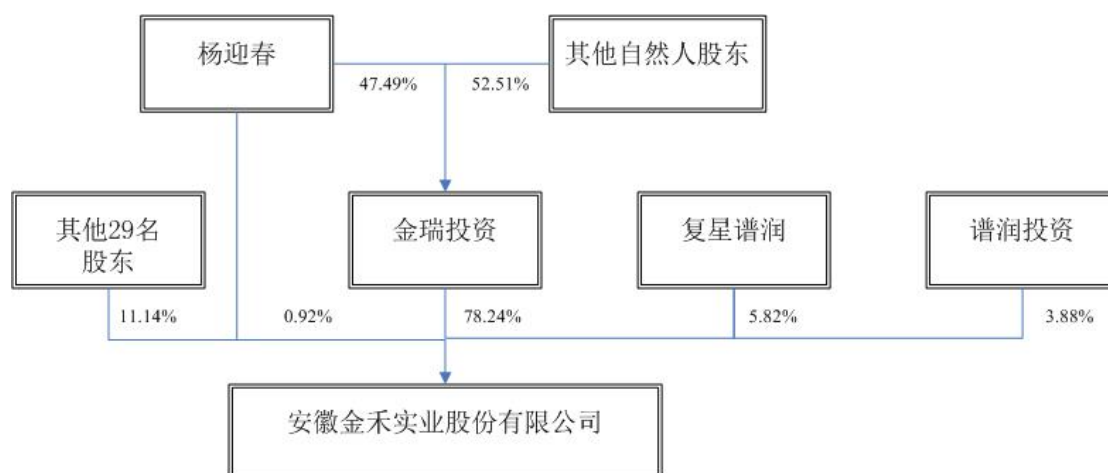 杨迎春
其他自然人股东
47.49%
52.51%
其他29名
股东
金瑞投资
复星谱润
谱润投资
11.14%
0.92%
78.24%
5.82%
3.88%
安徽金禾实业股份有限公司